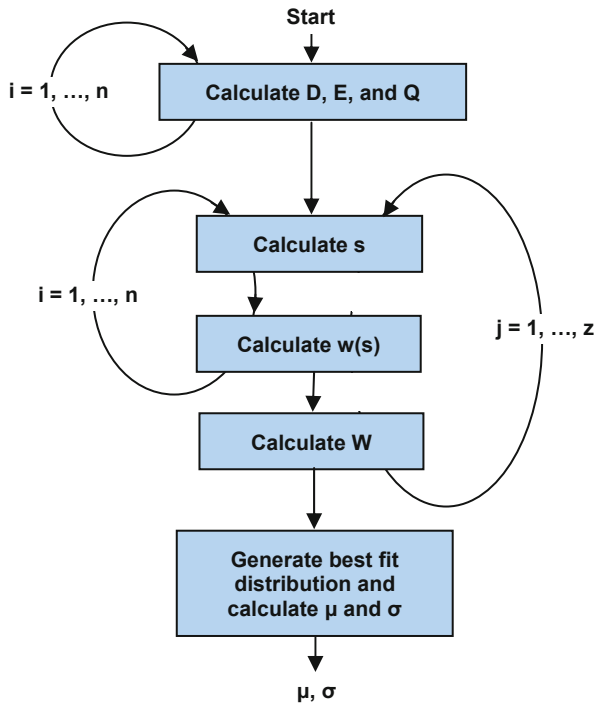 Start
i = 1, …, n
Calculate D, E, and Q
Calculate s
i = 1, …, n
j = 1, …, z
Calculate w(s)
Calculate W
Generate best fit
distribution and
calculate μ and σ
μ, σ